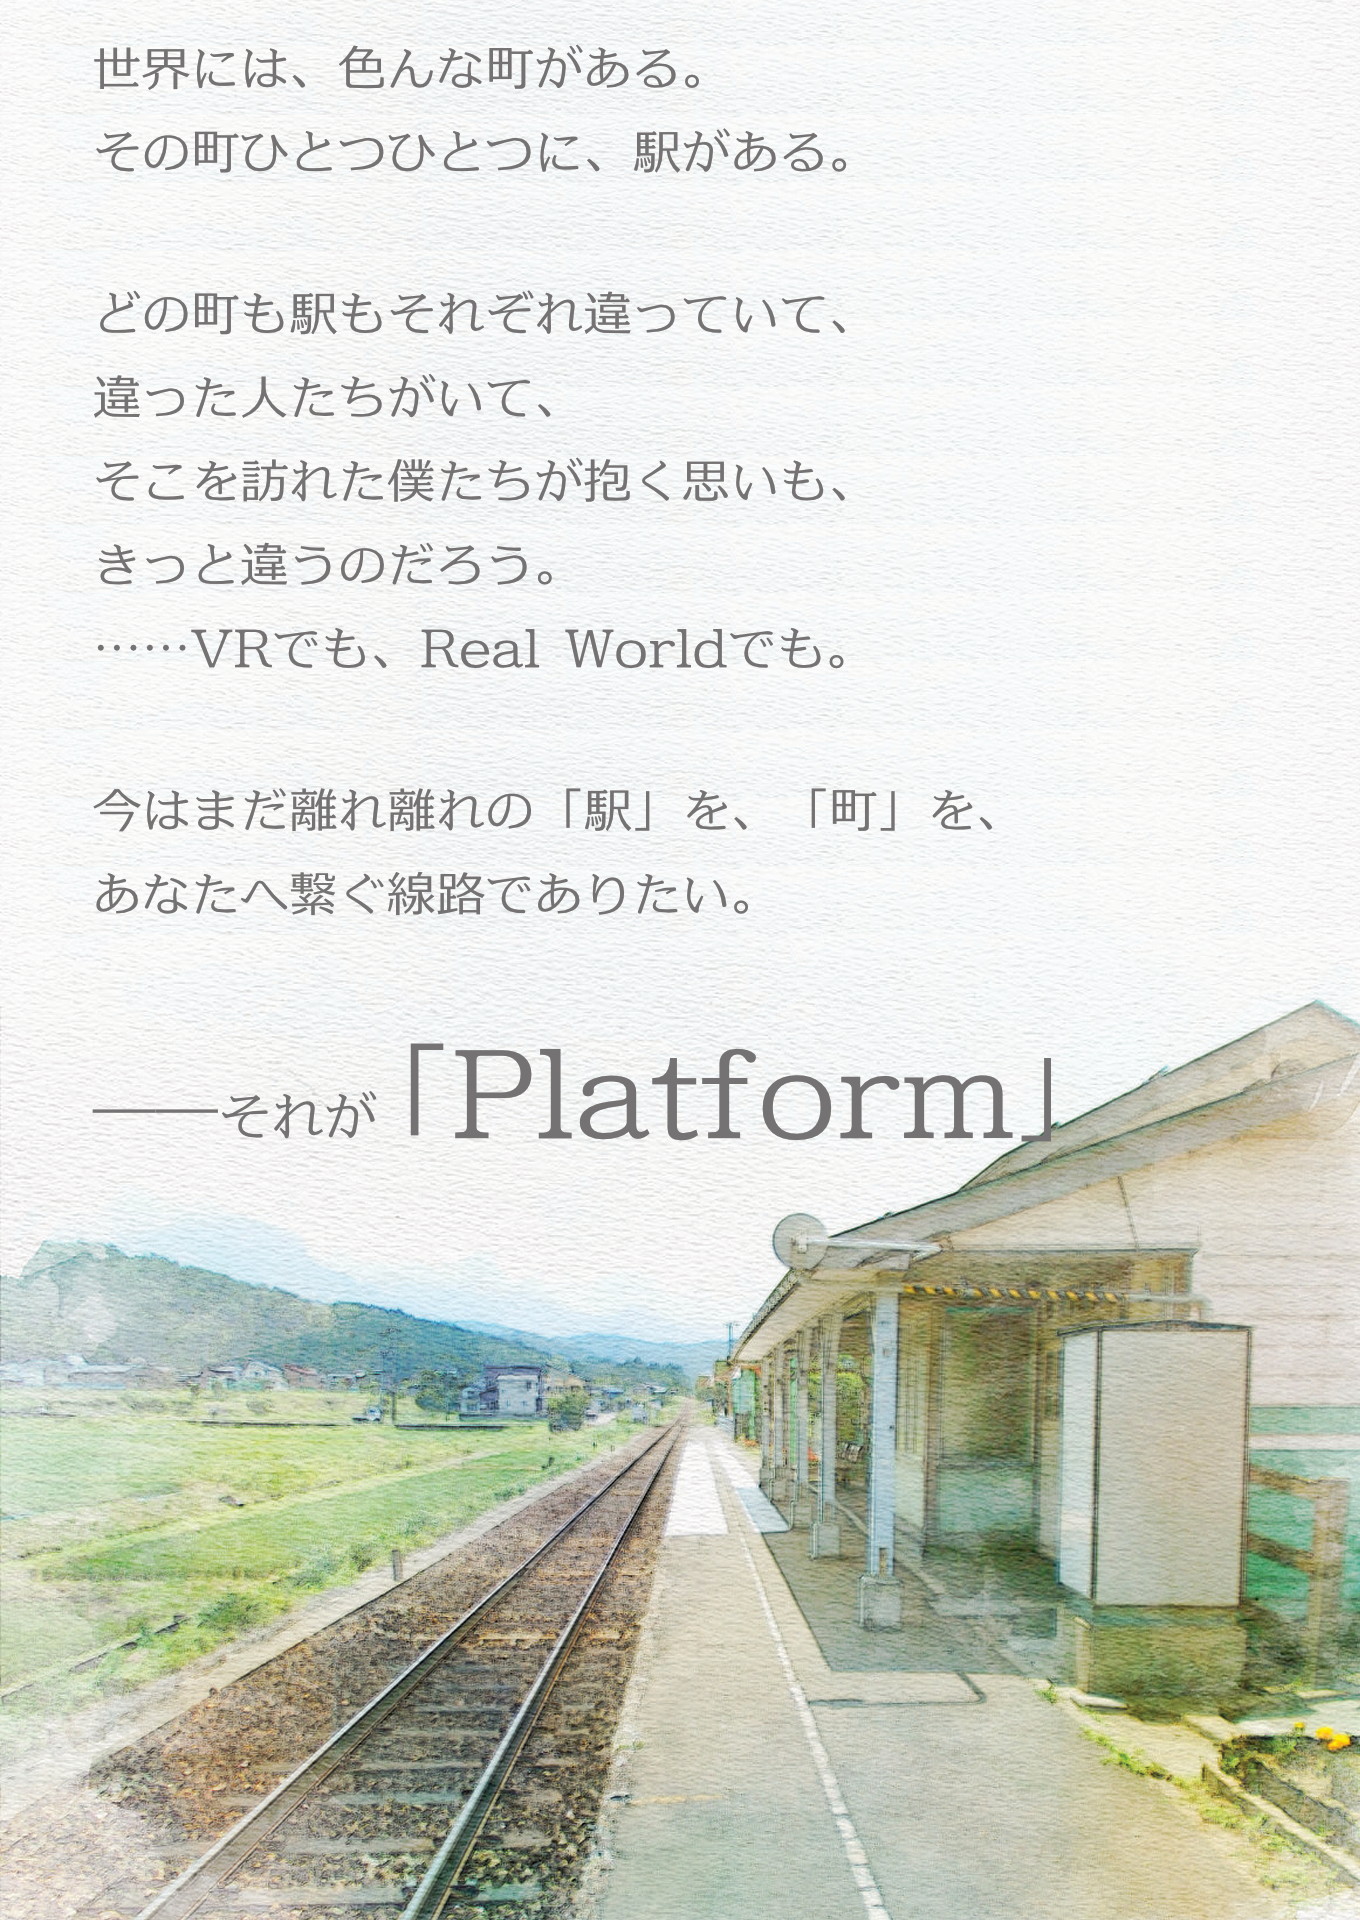 世界には、色んな町がある。
その町ひとつひとつに、駅がある。
どの町も駅もそれぞれ違っていて、
違った人たちがいて、
そこを訪れた僕たちが抱く思いも、
きっと違うのだろう。
……VRでも、Real Worldでも。
今はまだ離れ離れの「駅」を、「町」を、
あなたへ繋ぐ線路でありたい。
――それが「Platform」